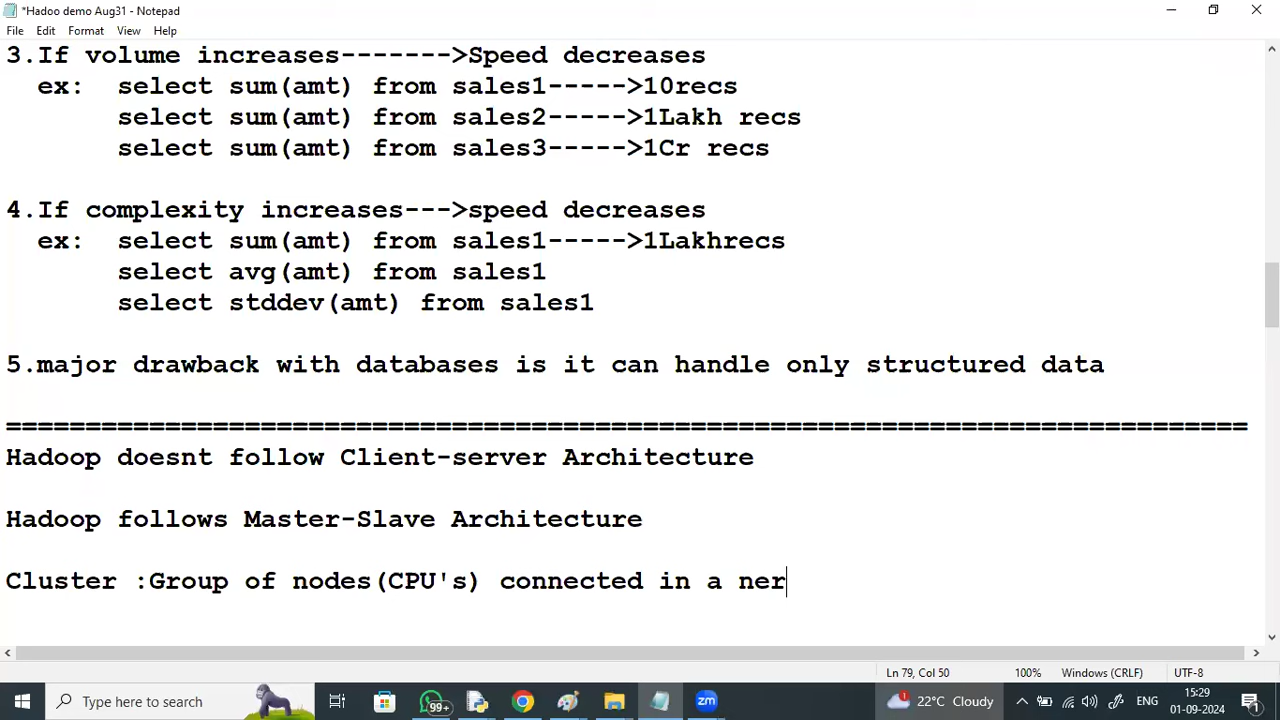 *Hadoo demo Aug31 - Notepad
File Edit Format View Help
3.If volume increases------->Speed decreases
ex: select sum(amt) from sales1----->10recs
select sum(amt) from sales2----->1Lakh recs
select sum(amt) from sales3----->1Cr recs
4.If complexity increases--->speed decreases
ex: select sum(amt) from sales1----->1Lakhrecs
select avg(amt) from sales1
select stddev(amt) from sales1
5.major drawback with databases is it can handle only structured data
==============================================================================
Hadoop doesnt follow Client-server Architecture
Hadoop follows Master-Slave Architecture
Cluster :Group of nodes(CPU's) connected in a ner
Ln 79, Col 50 100% Windows (CRLF) UTF-8
Type here to search 99+ zm 1 22°C Cloudy ENG 15:29 1
01-09-2024